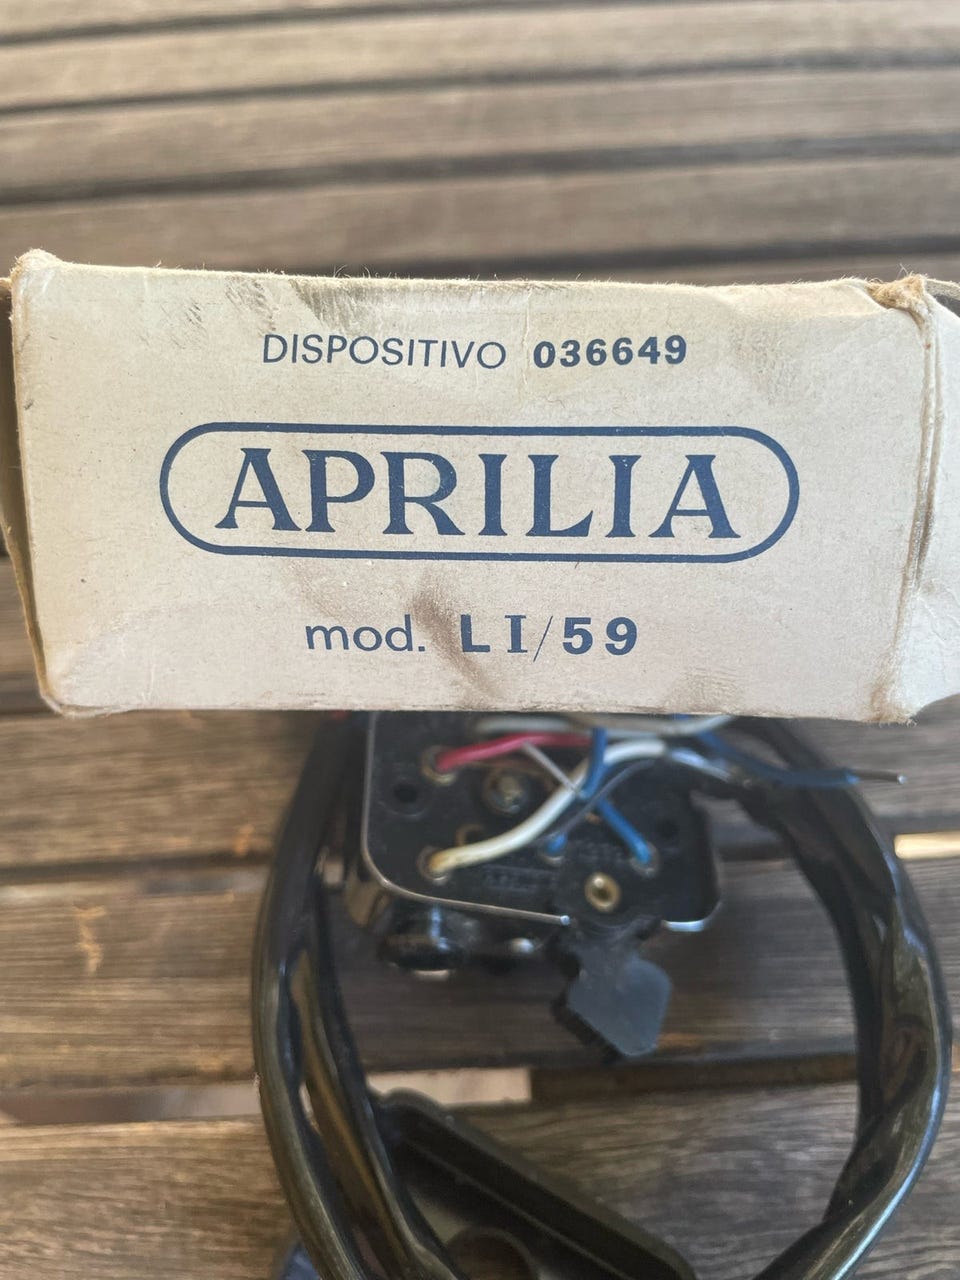 DISPOSITIVO 036649
APRILIA
mod. LI/59